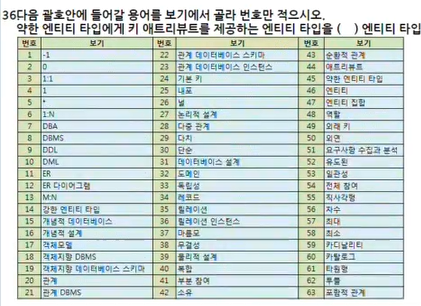 36다음 괄호안에 들어갈 용어를 보기에서 골라 번호만 적으시오.
약한 엔티티 타입에게 키 애트리뷰트를 제공하는 엔티티 타입을 ( ) 엔티티 타입
번호 보기 번호 보기 번호 보기
1 -1 22 관계 데이터베이스 스키마 43 순환적 관계
2 0 23 관계 데이터베이스 인스턴스 44 애트리뷰트
3 1:1 24 기본 키 45 약한 엔티티 타입
4 1 25 내포 46 엔티티
5 * 26 널 47 엔티티 집합
6 1:N 27 논리적 설계 48 역할
7 DBA 28 다중 관계 49 외래 키
8 DBMS 29 다치 50 외연
9 DDL 30 단순 51 요구사항 수집과 분석
10 DML 31 데이터베이스 설계 52 유도된
11 ER 32 도메인 53 일관성
12 ER 다이어그램 33 독립성 54 전체 참여
13 M:N 34 레코드 55 직사각형
14 강한 엔티티 타입 35 릴레이션 56 차수
15 개념적 데이터베이스 36 릴레이션 인스턴스 57 최대
16 개념적 설계 37 마름모 58 최소
17 객체모델 38 무결성 59 카디날리티
18 객체지향 DBMS 39 물리적 설계 60 카탈로그
19 객체지향 데이터베이스 스키마 40 복합 61 타원형
20 관계 41 부분 참여 62 투플
21 관계 DBMS 42 소유 63 포함적 관계